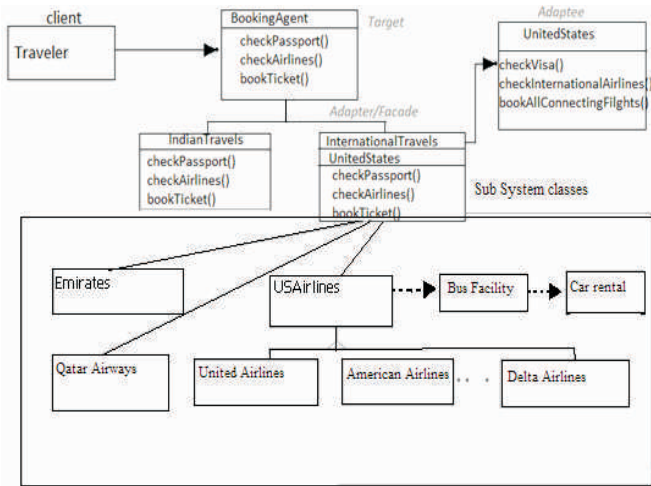 client
Traveler
BookingAgent
checkPassport()
checkAirlines()
bookTicket()
Target
Adaptee
UnitedStates
checkVisa()
checkInternationalAirlines()
bookAllConnectingFilghts()
Adapter/Facade
IndianTravels
checkPassport()
checkAirlines()
bookTicket()
InternationalTravels
UnitedStates
checkPassport()
checkAirlines()
bookTicket()
Sub System classes
Emirates
USAirlines
Bus Facility
Car rental
Qatar Airways
United Airlines
American Airlines
. . .
Delta Airlines